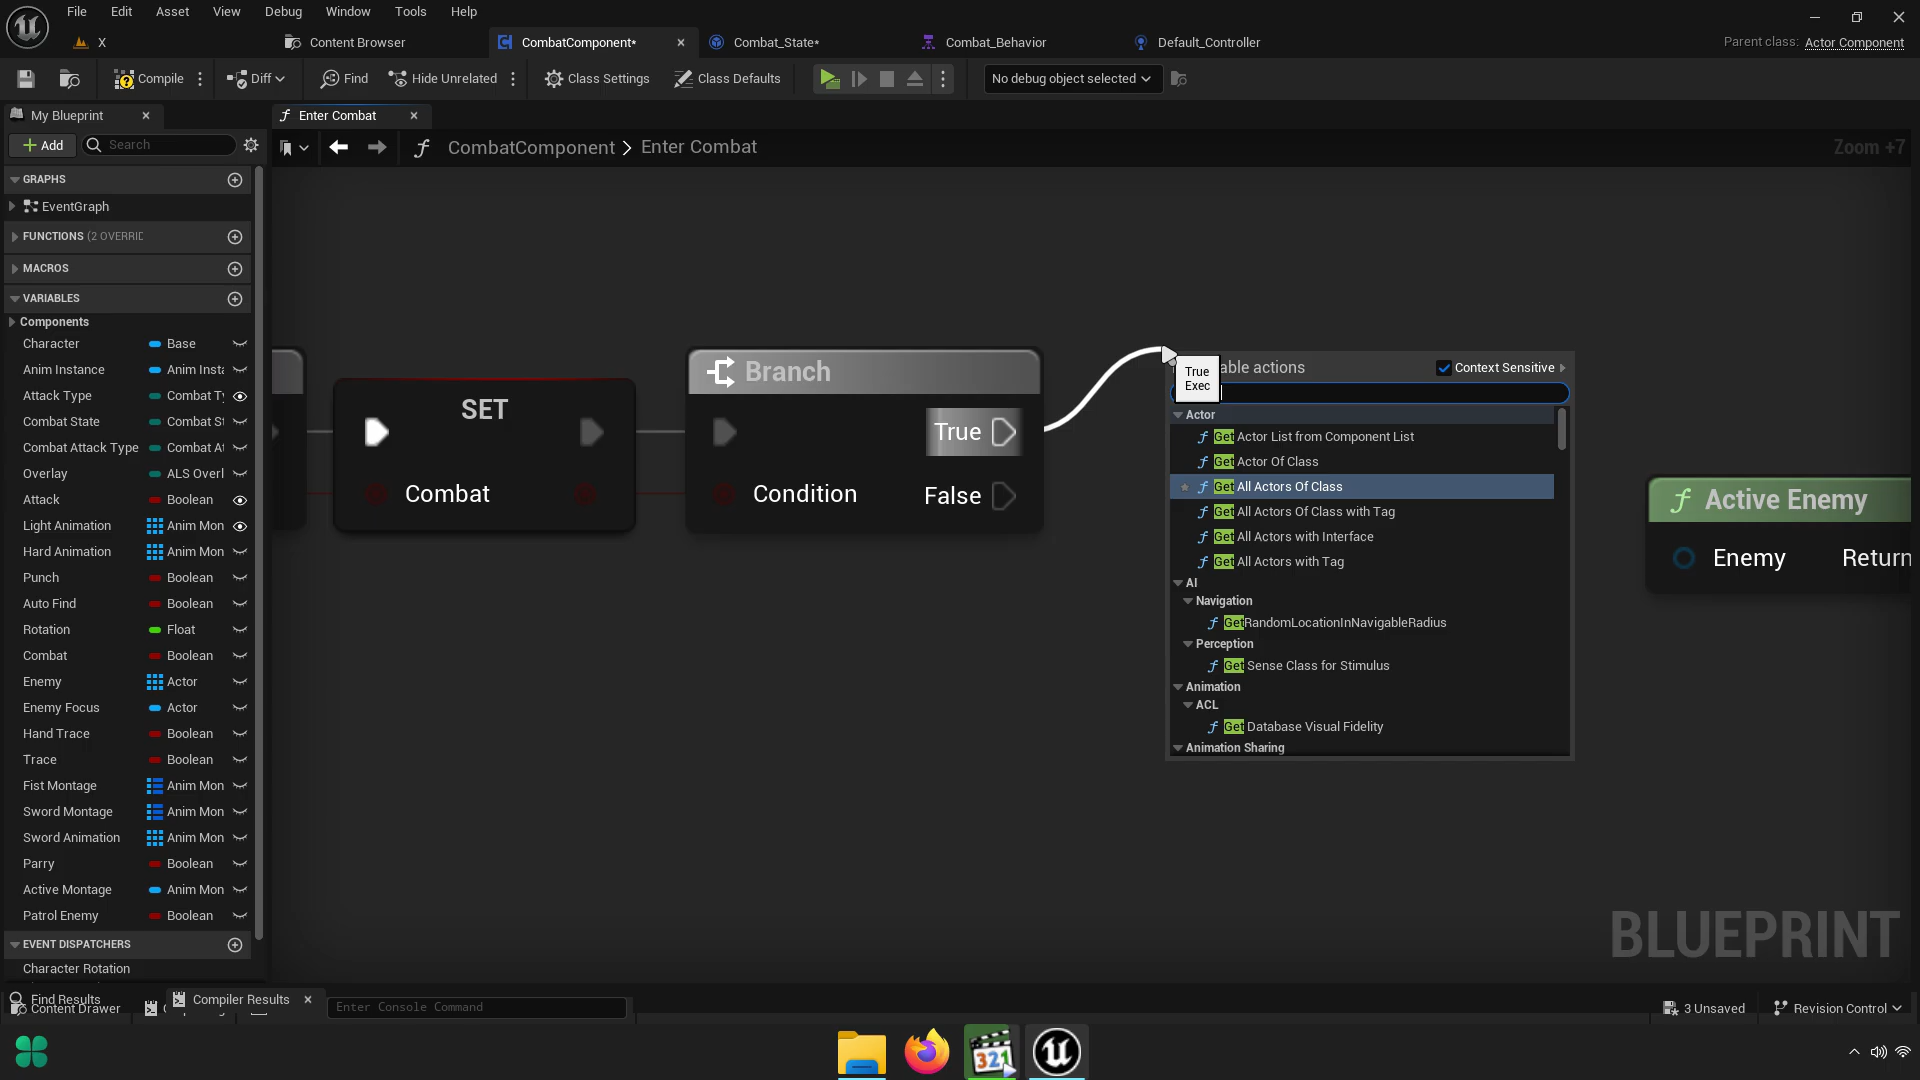 File Edit Asset View Debug Window Tools Help
X Content Browser CombatComponent* Combat_State* Combat_Behavior Default_Controller
Parent class: Actor Component
Compile Diff Find Hide Unrelated Class Settings Class Defaults No debug object selected
My Blueprint Enter Combat
Add Search CombatComponent > Enter Combat Zoom +7
GRAPHS
EventGraph
FUNCTIONS (2 OVERRID
MACROS
VARIABLES
Components
Character Base
Anim Instance Anim Insta
Attack Type Combat Ty
Combat State Combat St
Combat Attack Type Combat At
Overlay ALS Overl
Attack Boolean
Light Animation Anim Mon
Hard Animation Anim Mon
Punch Boolean
Auto Find Boolean
Rotation Float
Combat Boolean
Enemy Actor
Enemy Focus Actor
Hand Trace Boolean
Trace Boolean
Fist Montage Anim Mon
Sword Montage Anim Mon
Sword Animation Anim Mon
Parry Boolean
Active Montage Anim Mon
Patrol Enemy Boolean
EVENT DISPATCHERS
Character Rotation
SET
Combat
Branch
True
Condition False
True
Exec
able actions Context Sensitive
Actor
Get Actor List from Component List
Get Actor Of Class
Get All Actors Of Class
Get All Actors Of Class with Tag
Get All Actors with Interface
Get All Actors with Tag
AI
Navigation
GetRandomLocationInNavigableRadius
Perception
Get Sense Class for Stimulus
Animation
ACL
Get Database Visual Fidelity
Animation Sharing
Active Enemy
Enemy Return
BLUEPRINT
Find Results Compiler Results
Content Drawer Enter Console Command 3 Unsaved Revision Control
321